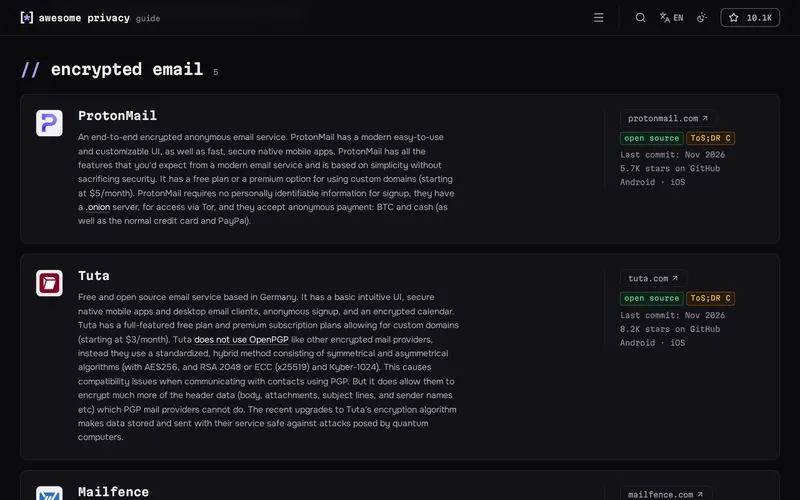 [*] awesome privacy guide
EN
10.1K
// encrypted email 5
ProtonMail
An end-to-end encrypted anonymous email service. ProtonMail has a modern easy-to-use
and customizable UI, as well as fast, secure native mobile apps. ProtonMail has all the
features that you'd expect from a modern email service and is based on simplicity without
sacrificing security. It has a free plan or a premium option for using custom domains (starting
at $5/month). ProtonMail requires no personally identifiable information for signup, they have
a .onion server, for access via Tor, and they accept anonymous payment: BTC and cash (as
well as the normal credit card and PayPal).
protonmail.com ↗
open source
ToS;DR C
Last commit: Nov 2026
5.7K stars on GitHub
Android · iOS
Tuta
Free and open source email service based in Germany. It has a basic intuitive UI, secure
native mobile apps and desktop email clients, anonymous signup, and an encrypted calendar.
Tuta has a full-featured free plan and premium subscription plans allowing for custom domains
(starting at $3/month). Tuta does not use OpenPGP like other encrypted mail providers,
instead they use a standardized, hybrid method consisting of symmetrical and asymmetrical
algorithms (with AES256, and RSA 2048 or ECC (x25519) and Kyber-1024). This causes
compatibility issues when communicating with contacts using PGP. But it does allow them to
encrypt much more of the header data (body, attachments, subject lines, and sender names
etc) which PGP mail providers cannot do. The recent upgrades to Tuta's encryption algorithm
makes data stored and sent with their service safe against attacks posed by quantum
computers.
tuta.com ↗
open source
ToS;DR C
Last commit: Nov 2026
8.2K stars on GitHub
Android · iOS
Mailfence
mailfence.com ↗